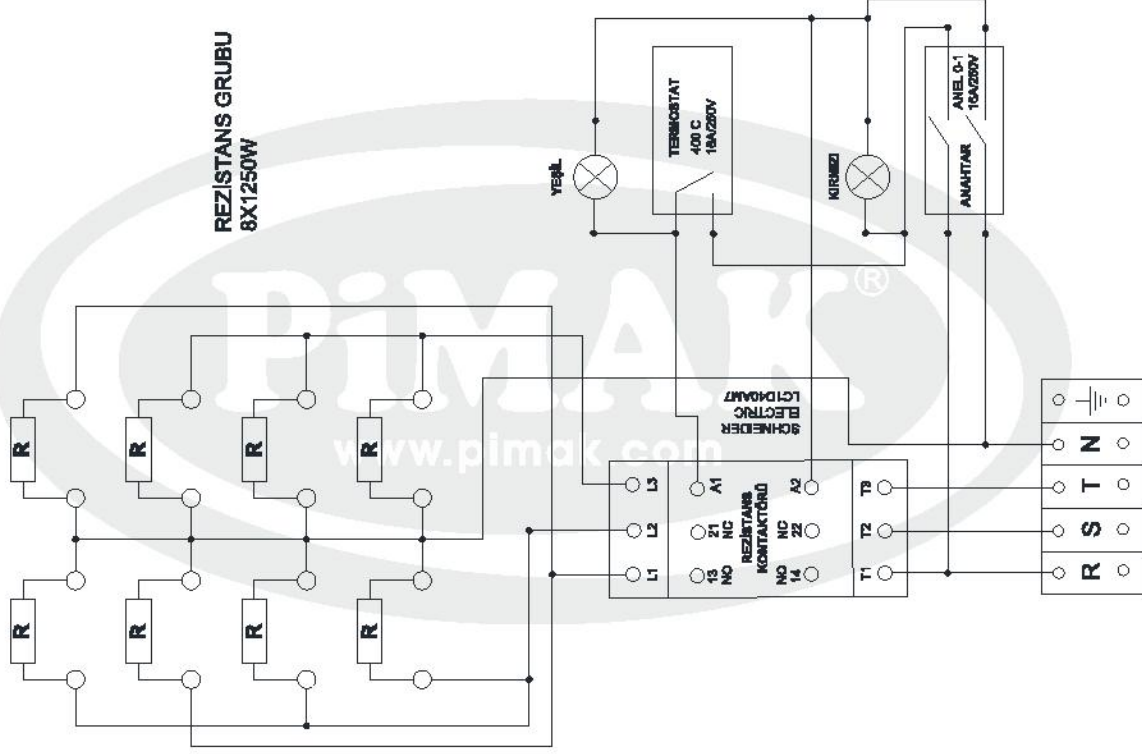 REZİSTANS GRUBU
8X1250W
R
R
R
R
R
R
R
R
YEŞİL
TERMOSTAT
400 C
16A/250V
KIRMIZI
ANAHTAR
ANEL 0-1
16A/250V
PiMAK®
www.pimak.com
SCHNEIDER
ELECTRIC
LC1D40AM7
L1
L2
L3
13
NO
21
NC
A1
REZİSTANS
KONTAKTÖRÜ
NO
14
NC
22
A2
T1
T2
T3
R
S
T
N